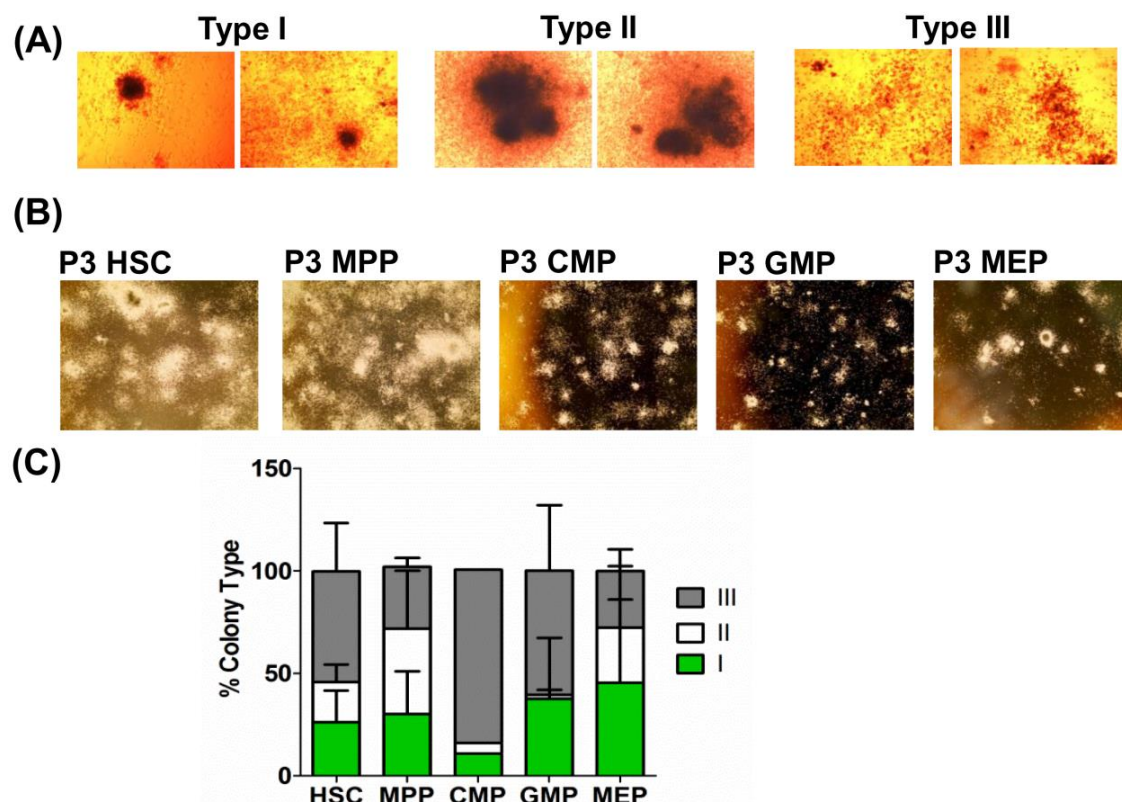 (A)
Type I
Type II
Type III
(B)
P3 HSC
P3 MPP
P3 CMP
P3 GMP
P3 MEP
(C)
% Colony Type
150
100
50
0
HSC
MPP
CMP
GMP
MEP
III
II
I